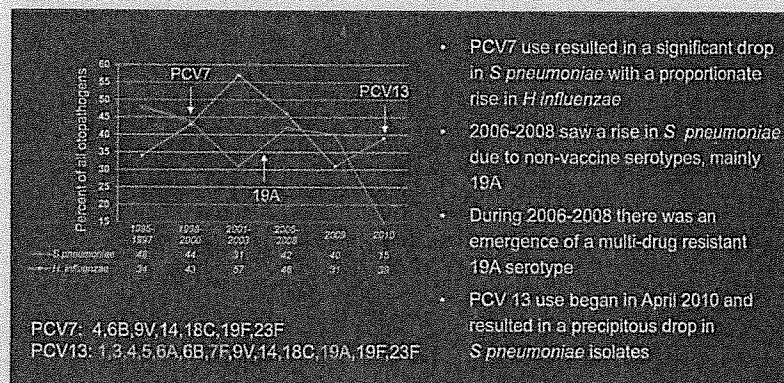 PCV7
PCV13
19A
Percent of all otopathogens
60
55
50
45
40
35
30
25
20
15
1995-1997 1998-2000 2001-2003 2006-2008 2009 2010
S.pneumoniae 48 44 31 42 40 15
H.influenzae 34 43 57 46 31 39
PCV7: 4,6B,9V,14,18C,19F,23F
PCV13: 1,3,4,5,6A,6B,7F,9V,14,18C,19A,19F,23F
• PCV7 use resulted in a significant drop
in S pneumoniae with a proportionate
rise in H influenzae
• 2006-2008 saw a rise in S pneumoniae
due to non-vaccine serotypes, mainly
19A
• During 2006-2008 there was an
emergence of a multi-drug resistant
19A serotype
• PCV 13 use began in April 2010 and
resulted in a precipitous drop in
S pneumoniae isolates